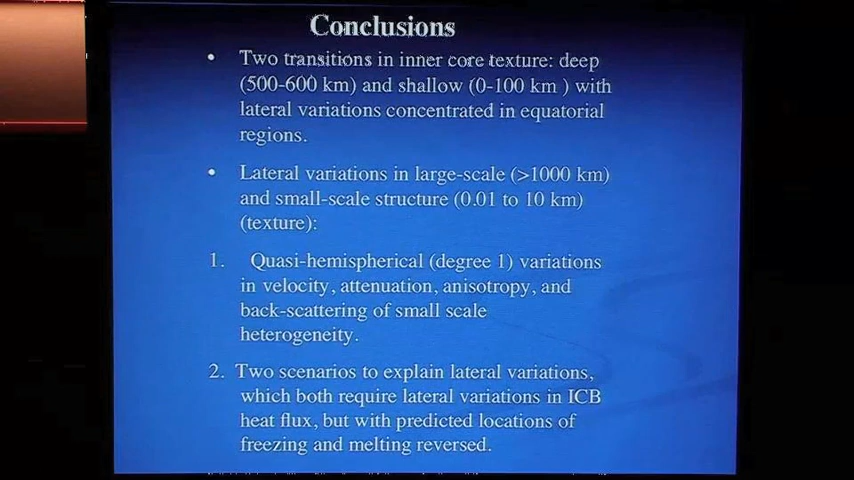 Conclusions
• Two transitions in inner core texture: deep
(500-600 km) and shallow (0-100 km ) with
lateral variations concentrated in equatorial
regions.
• Lateral variations in large-scale (>1000 km)
and small-scale structure (0.01 to 10 km)
(texture):
1. Quasi-hemispherical (degree 1) variations
in velocity, attenuation, anisotropy, and
back-scattering of small scale
heterogeneity.
2. Two scenarios to explain lateral variations,
which both require lateral variations in ICB
heat flux, but with predicted locations of
freezing and melting reversed.